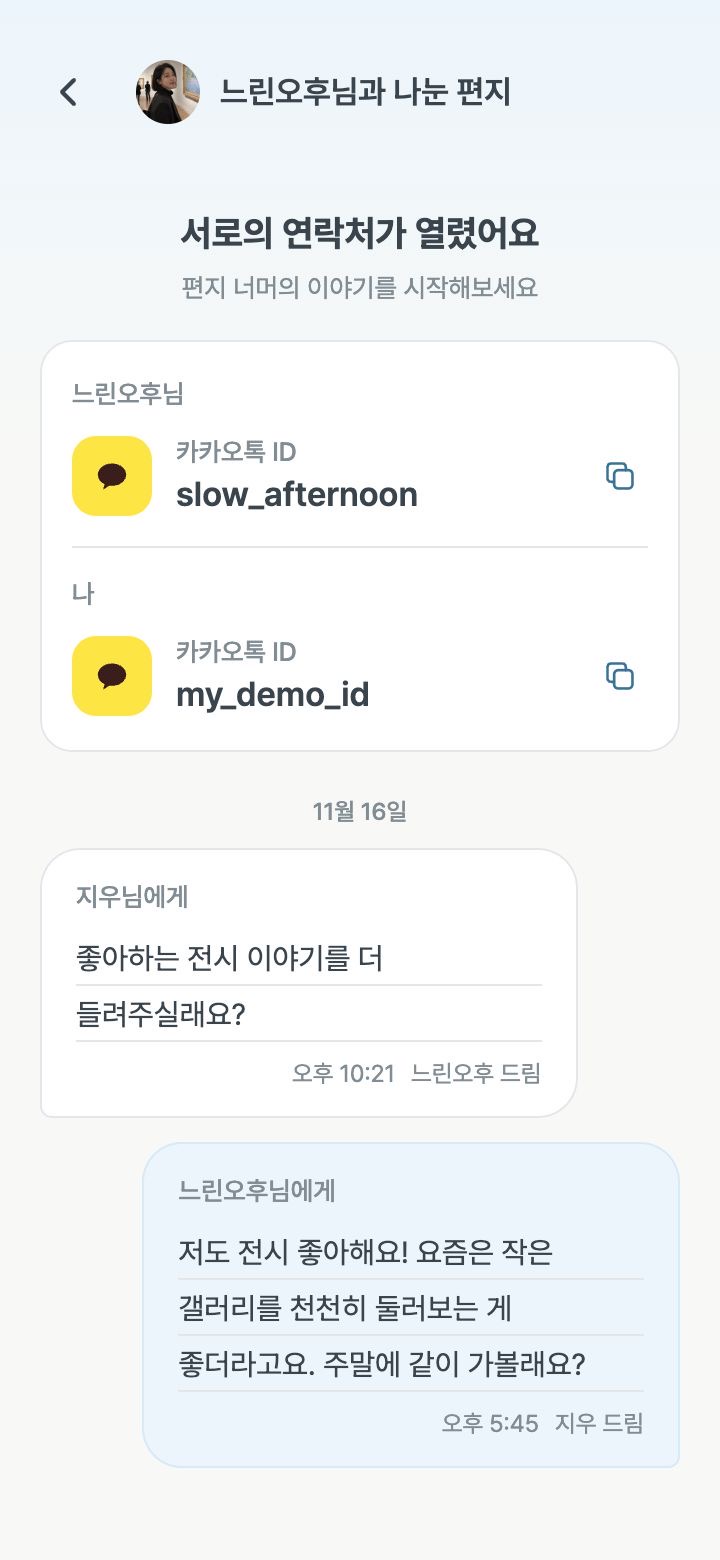 느린오후님과 나눈 편지
서로의 연락처가 열렸어요
편지 너머의 이야기를 시작해보세요
느린오후님
카카오톡 ID
slow_afternoon
나
카카오톡 ID
my_demo_id
11월 16일
지우님에게
좋아하는 전시 이야기를 더
들려주실래요?
오후 10:21 느린오후 드림
느린오후님에게
저도 전시 좋아해요! 요즘은 작은
갤러리를 천천히 둘러보는 게
좋더라고요. 주말에 같이 가볼래요?
오후 5:45 지우 드림